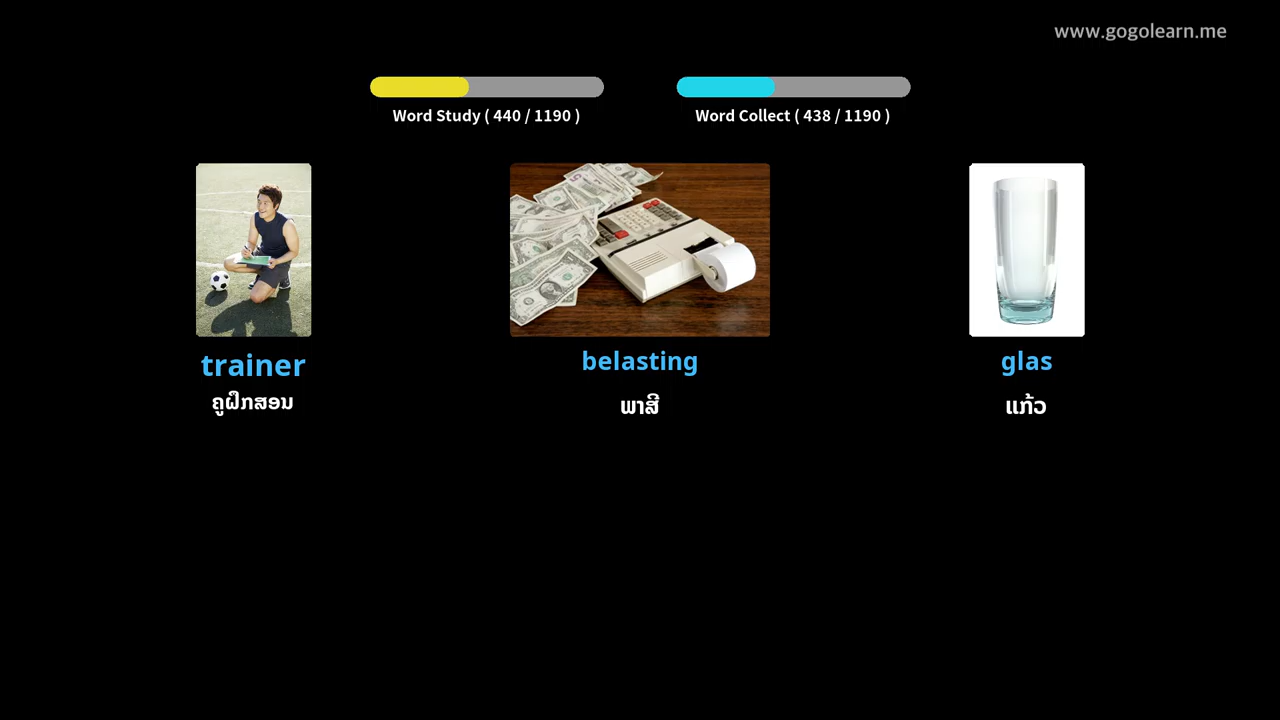 www.gogolearn.me
Word Study ( 440 / 1190 )
Word Collect ( 438 / 1190 )
trainer
ຄູຝຶກສອນ
belasting
ພາສີ
glas
ແກ້ວ